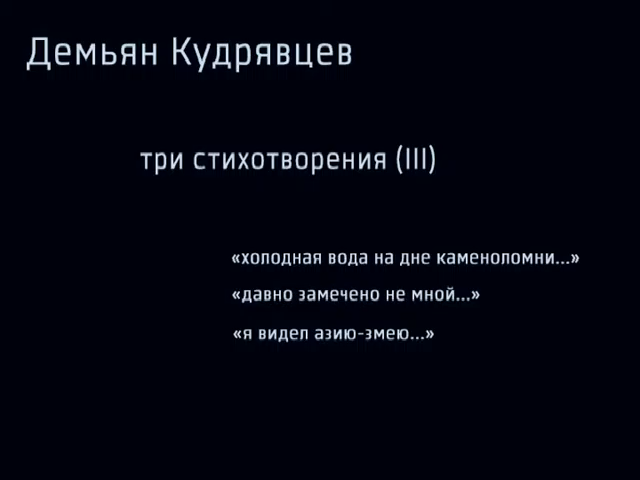 Демьян Кудрявцев
три стихотворения (III)
«холодная вода на дне каменоломни...»
«давно замечено не мной...»
«я видел азию-змею...»